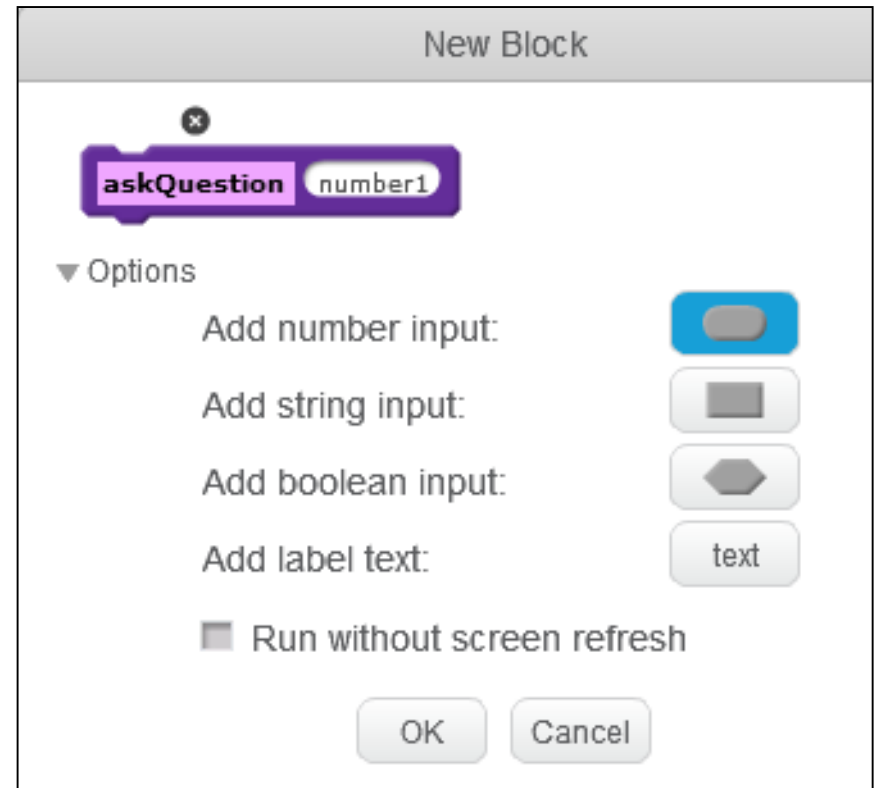 New Block
askQuestion number1
Options
Add number input:
Add string input:
Add boolean input:
Add label text: text
Run without screen refresh
OK Cancel